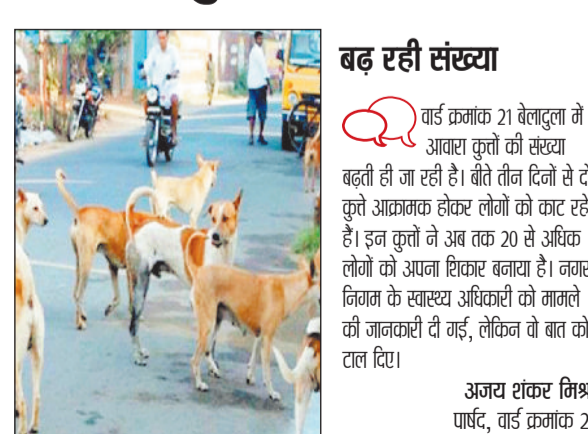 बढ़ रही संख्या
वार्ड क्रमांक 21 बेलादुला में
आवारा कुत्तों की संख्या
बढ़ती ही जा रही है। बीते तीन दिनों से दो
कुत्ते आक्रामक होकर लोगों को काट रहे
हैं। इन कुत्तों ने अब तक 20 से अधिक
लोगों को अपना शिकार बनाया है। नगर
निगम के स्वास्थ्य अधिकारी को मामले
की जानकारी दी गई, लेकिन वो बात को
टाल दिए।
अजय शंकर मिश्रा
पार्षद, वार्ड क्रमांक